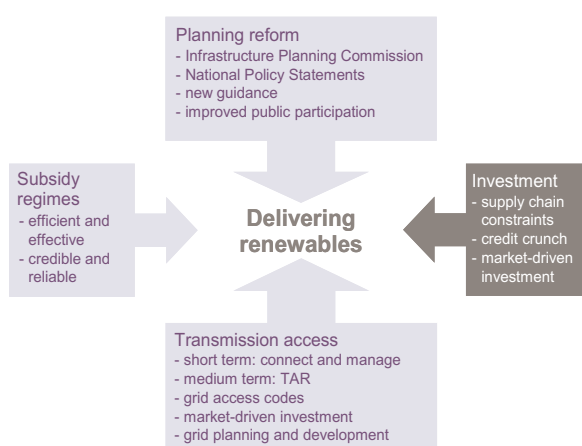 Planning reform
- Infrastructure Planning Commission
- National Policy Statements
- new guidance
- improved public participation
Subsidy
regimes
- efficient and
effective
- credible and
reliable
Delivering
renewables
Investment
- supply chain
constraints
- credit crunch
- market-driven
investment
Transmission access
- short term: connect and manage
- medium term: TAR
- grid access codes
- market-driven investment
- grid planning and development